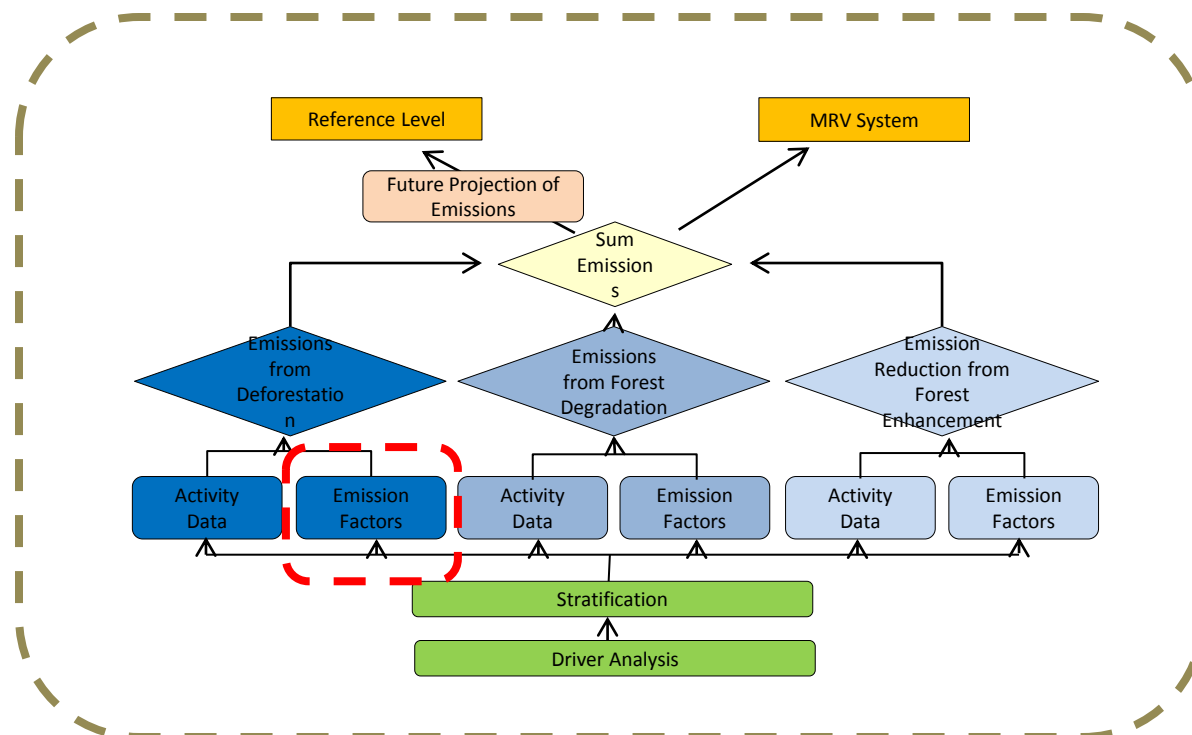 Reference Level
MRV System
Future Projection of
Emissions
Sum
Emission
s
Emissions
from
Deforestatio
n
Emissions
from Forest
Degradation
Emission
Reduction from
Forest
Enhancement
Activity
Data
Emission
Factors
Activity
Data
Emission
Factors
Activity
Data
Emission
Factors
Stratification
Driver Analysis